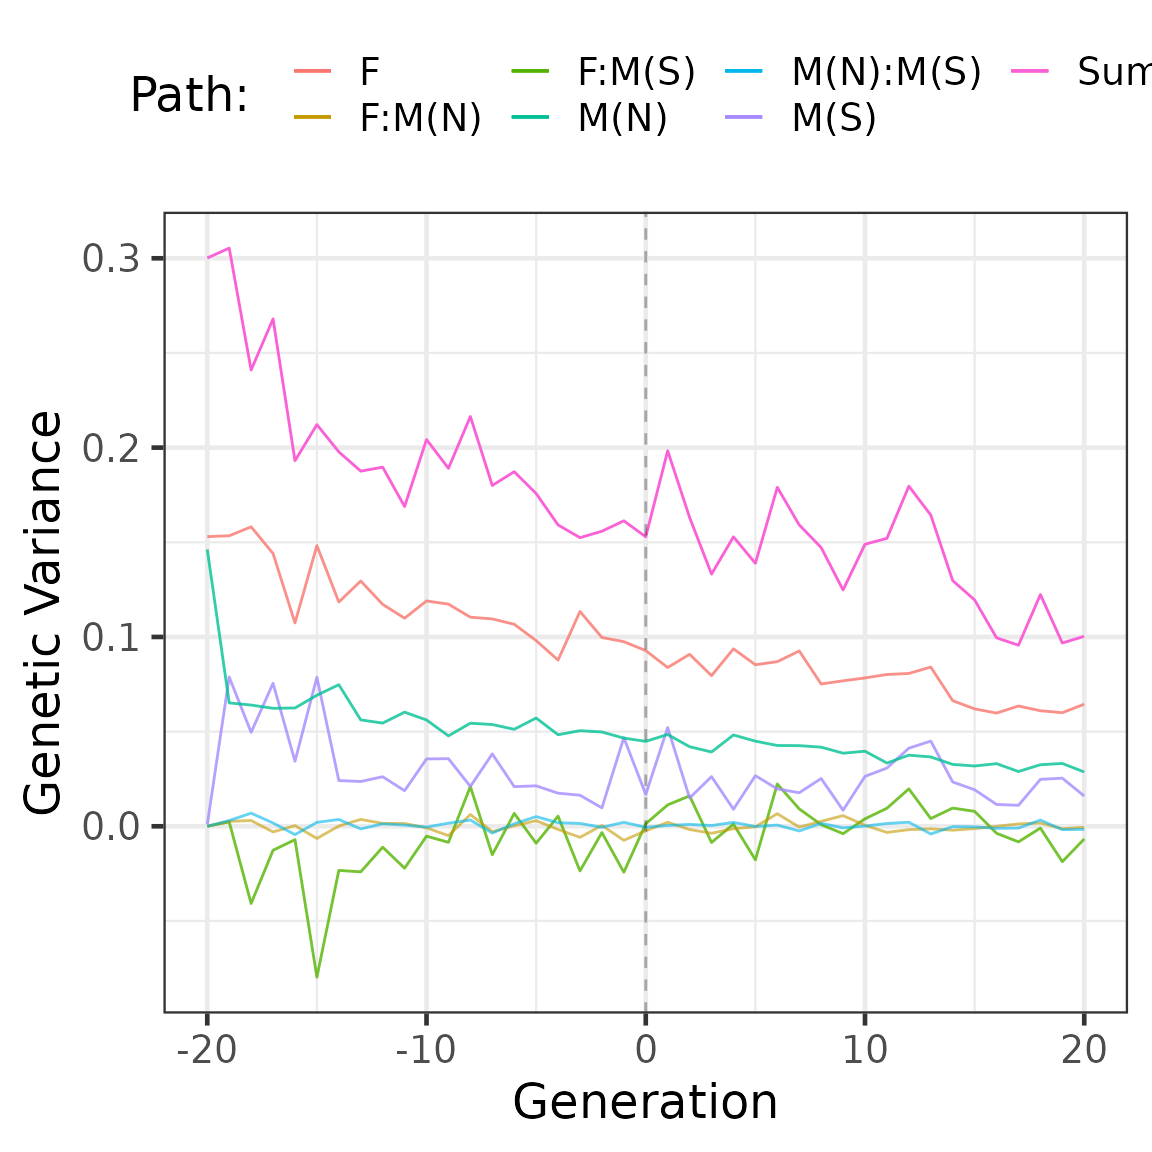 Path:
F
F:M(S)
M(N):M(S)
Sum
F:M(N)
M(N)
M(S)
0.3
0.2
0.1
0.0
Genetic Variance
-20
-10
0
10
20
Generation